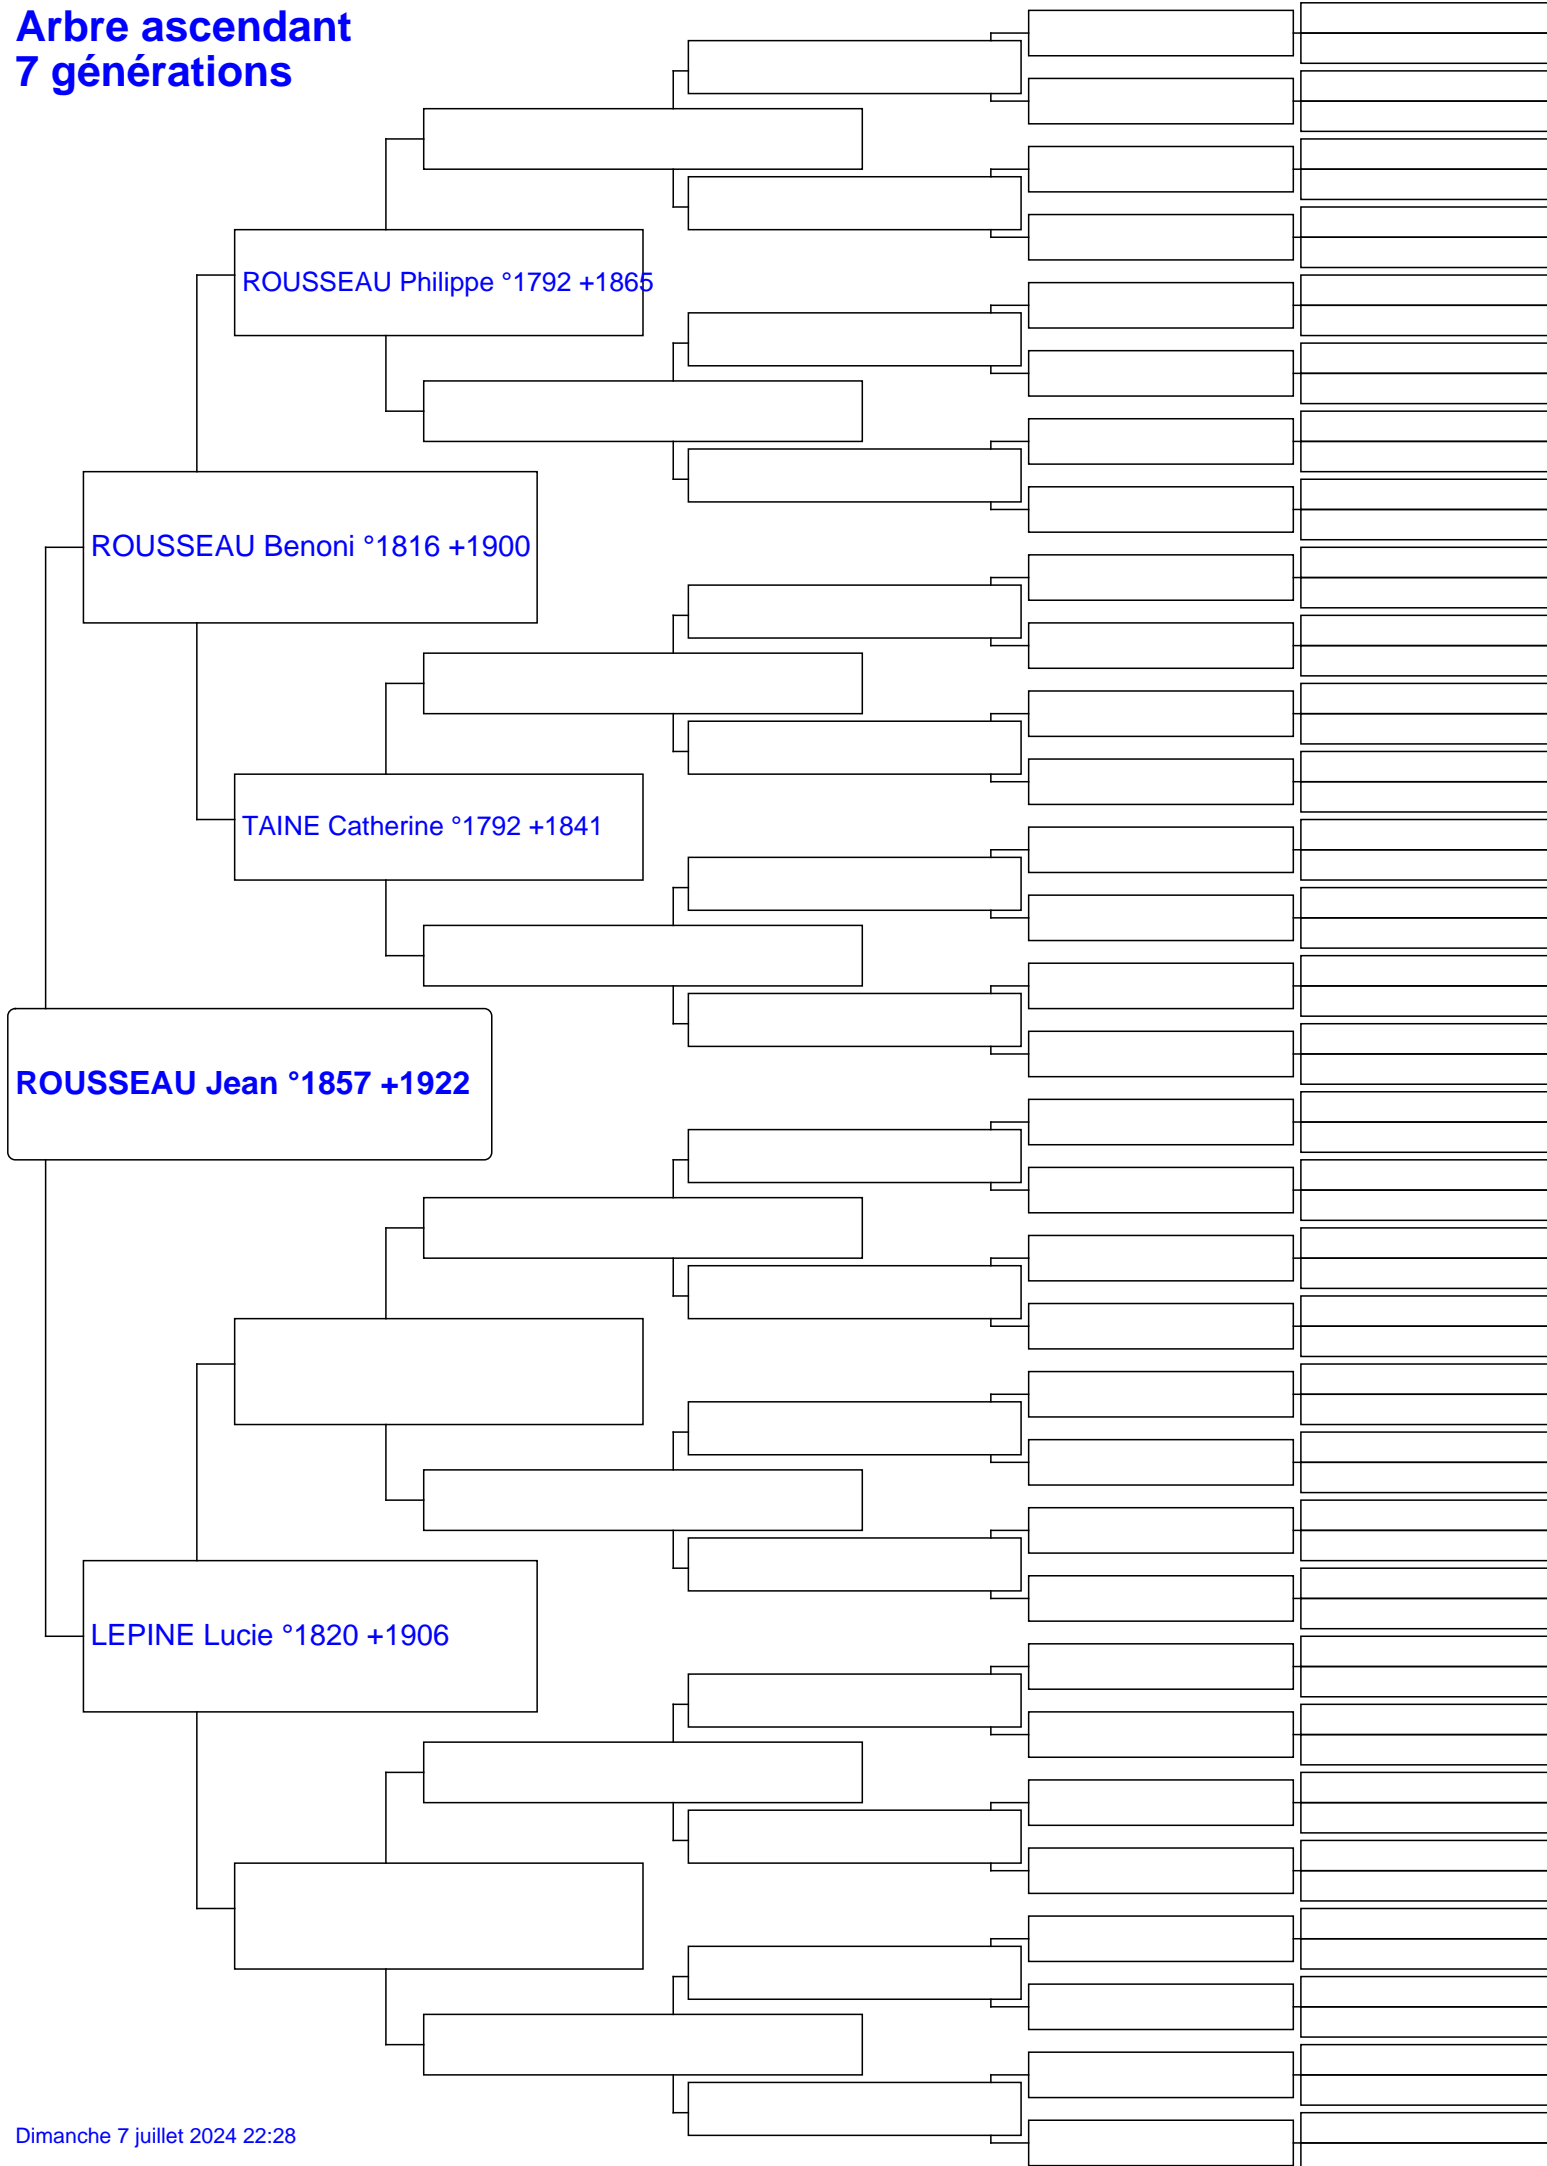 Arbre ascendant
7 générations
ROUSSEAU Philippe °1792 +1865
ROUSSEAU Benoni °1816 +1900
TAINE Catherine °1792 +1841
ROUSSEAU Jean °1857 +1922
LEPINE Lucie °1820 +1906
Dimanche 7 juillet 2024 22:28